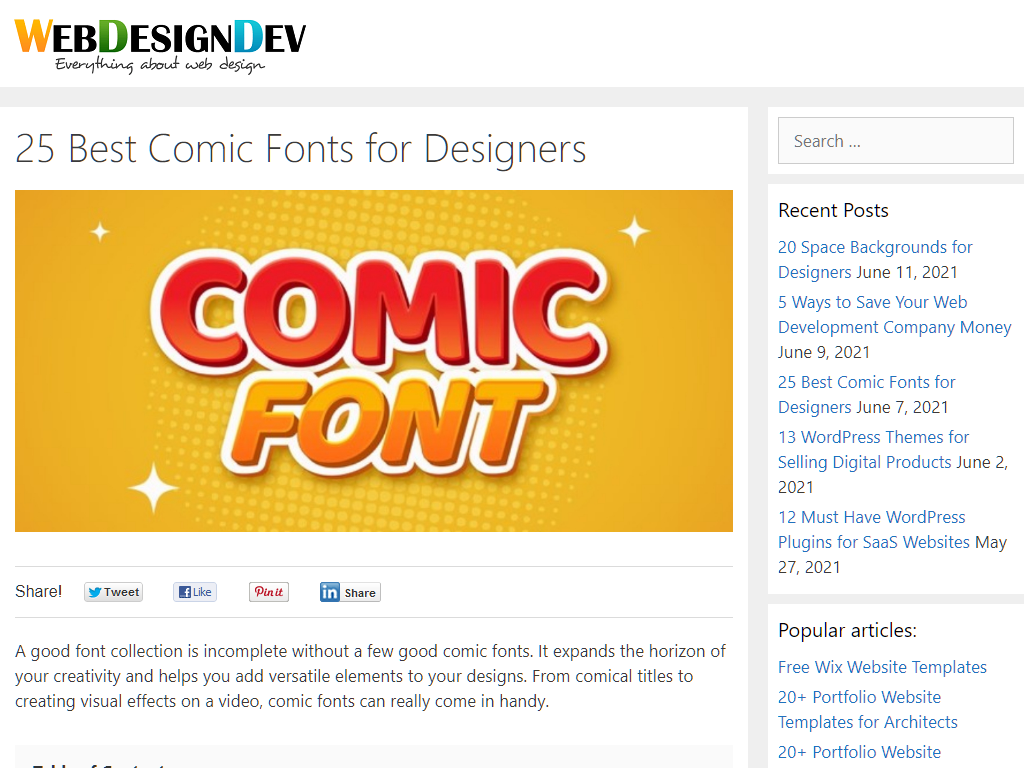 WEBDESIGNDEV
Everything about web design
25 Best Comic Fonts for Designers
COMIC
FONT
Share!
Tweet
Like
Pin it
in Share
A good font collection is incomplete without a few good comic fonts. It expands the horizon of
your creativity and helps you add versatile elements to your designs. From comical titles to
creating visual effects on a video, comic fonts can really come in handy.
Search ...
Recent Posts
20 Space Backgrounds for
Designers June 11, 2021
5 Ways to Save Your Web
Development Company Money
June 9, 2021
25 Best Comic Fonts for
Designers June 7, 2021
13 WordPress Themes for
Selling Digital Products June 2,
2021
12 Must Have WordPress
Plugins for SaaS Websites May
27, 2021
Popular articles:
Free Wix Website Templates
20+ Portfolio Website
Templates for Architects
20+ Portfolio Website